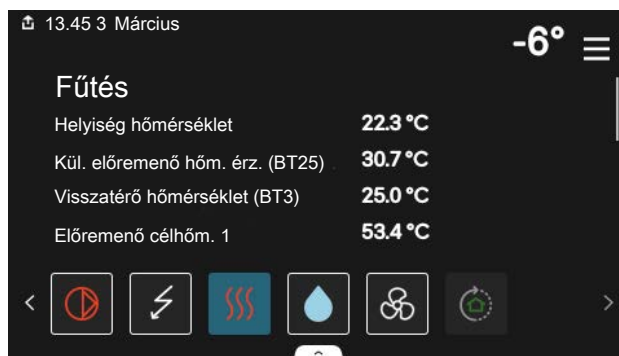 13.45 3 Március
-6°
Fűtés
Helyiség hőmérséklet 22.3 °C
Kül. előremenő hőm. érz. (BT25) 30.7 °C
Visszatérő hőmérséklet (BT3) 25.0 °C
Előremenő célhőm. 1 53.4 °C